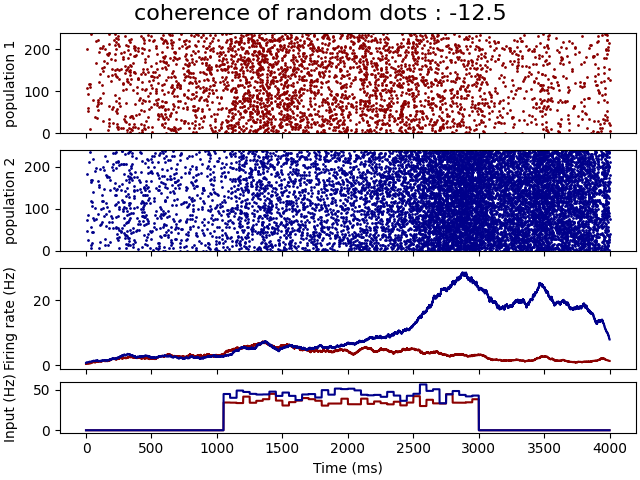 coherence of random dots : -12.5
population 1
200
100
0
population 2
200
100
0
Firing rate (Hz)
20
0
Input (Hz)
50
0
0 500 1000 1500 2000 2500 3000 3500 4000
Time (ms)